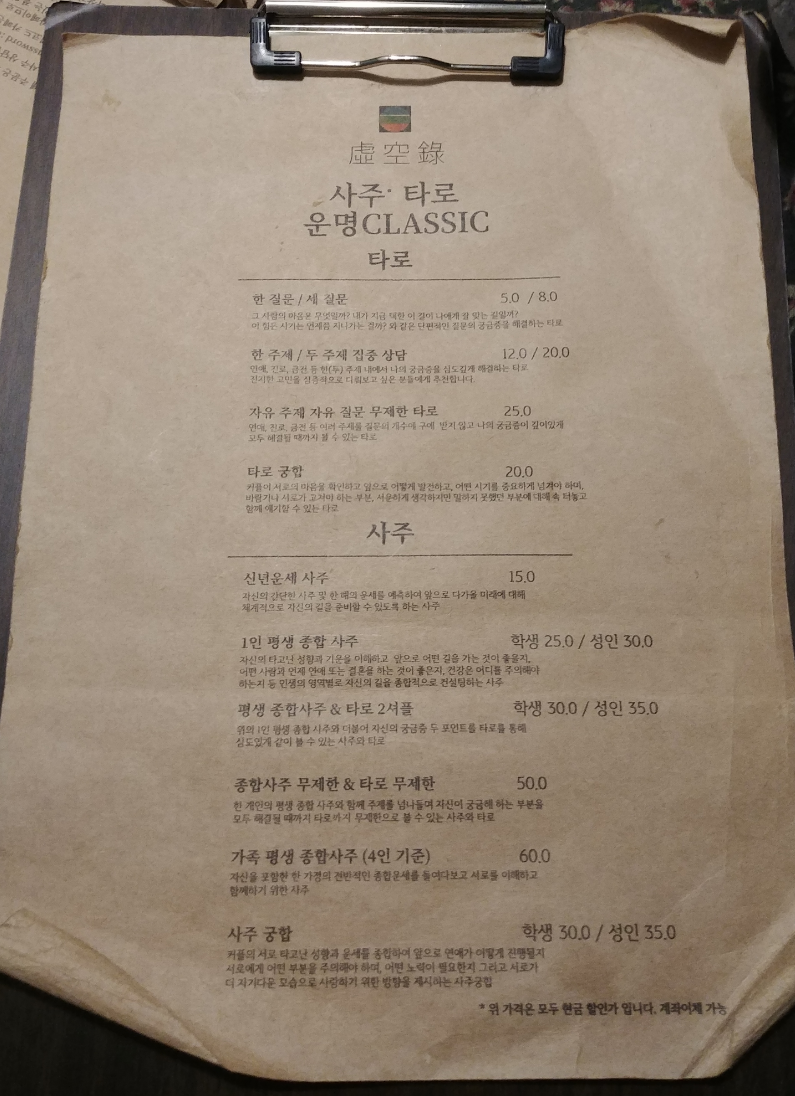 虛空錄
사주· 타로
운명CLASSIC
타로
한 질문 / 세 질문 5.0 / 8.0
그 사람의 마음은 무엇일까? 내가 지금 택한 이 길이 나에게 잘 맞는 길일까?
이 힘든 시기는 언제쯤 지나가는 걸까? 와 같은 단편적인 질문의 궁금증을 해결하는 타로
한 주제 / 두 주제 집중 상담 12.0 / 20.0
연애, 진로, 금전 등 한(두) 주제 내에서 나의 궁금증을 심도깊게 해결하는 타로
진지한 고민을 심층적으로 다뤄보고 싶은 분들에게 추천합니다.
자유 주제 자유 질문 무제한 타로 25.0
연애, 진로, 금전 등 여러 주제를 질문의 개수에 구애 받지 않고 나의 궁금증이 깊이있게
모두 해결될 때까지 볼 수 있는 타로
타로 궁합 20.0
커플이 서로의 마음을 확인하고 앞으로 어떻게 발전하고, 어떤 시기를 중요하게 넘겨야 하며,
바람기나 서로가 고쳐야 하는 부분, 서운하게 생각하지만 말하지 못했던 부분에 대해 속 터놓고
함께 얘기할 수 있는 타로
사주
신년운세 사주 15.0
자신의 간단한 사주 및 한 해의 운세를 예측하여 앞으로 다가올 미래에 대해
체계적으로 자신의 길을 준비할 수 있도록 하는 사주
1인 평생 종합 사주 학생 25.0 / 성인 30.0
자신의 타고난 성향과 기운을 이해하고 앞으로 어떤 길을 가는 것이 좋을지,
어떤 사람과 언제 연애 또는 결혼을 하는 것이 좋은지, 건강은 어디를 주의해야
하는지 등 인생의 영역별로 자신의 길을 종합적으로 컨설팅하는 사주
평생 종합사주 & 타로 2셔플 학생 30.0 / 성인 35.0
위의 1인 평생 종합 사주와 더불어 자신의 궁금증 두 포인트를 타로를 통해
심도있게 같이 볼 수 있는 사주와 타로
종합사주 무제한 & 타로 무제한 50.0
한 개인의 평생 종합 사주와 함께 주제를 넘나들며 자신이 궁금해 하는 부분을
모두 해결될 때까지 타로까지 무제한으로 볼 수 있는 사주와 타로
가족 평생 종합사주 (4인 기준) 60.0
자신을 포함한 한 가정의 전반적인 종합운세를 들여다보고 서로를 이해하고
함께하기 위한 사주
사주 궁합 학생 30.0 / 성인 35.0
커플의 서로 타고난 성향과 운세를 종합하여 앞으로 연애가 어떻게 진행될지
서로에게 어떤 부분을 주의해야 하며, 어떤 노력이 필요한지 그리고 서로가
더 자기다운 모습으로 사랑하기 위한 방향을 제시하는 사주궁합
* 위 가격은 모두 현금 할인가 입니다. 계좌이체 가능